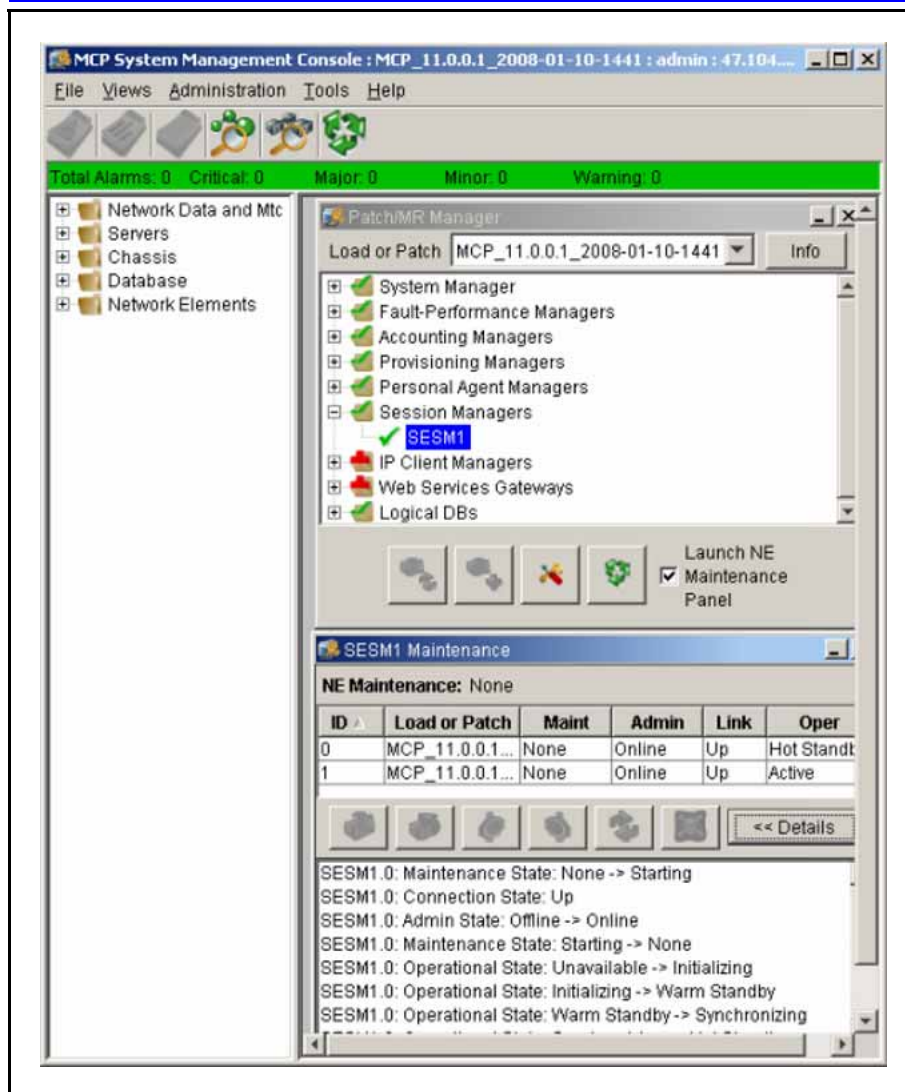 MCP System Management Console : MCP_11.0.0.1_2008-01-10-1441 : admin : 47.104....
File Views Administration Tools Help
Total Alarms: 0 Critical: 0 Major: 0 Minor: 0 Warning: 0
Network Data and Mtc
Servers
Chassis
Database
Network Elements
Patch/MR Manager
Load or Patch MCP_11.0.0.1_2008-01-10-1441 Info
System Manager
Fault-Performance Managers
Accounting Managers
Provisioning Managers
Personal Agent Managers
Session Managers
SESM1
IP Client Managers
Web Services Gateways
Logical DBs
Launch NE
Maintenance
Panel
SESM1 Maintenance
NE Maintenance: None
ID Load or Patch Maint Admin Link Oper
0 MCP_11.0.0.1... None Online Up Hot Standb
1 MCP_11.0.0.1... None Online Up Active
<< Details
SESM1.0: Maintenance State: None -> Starting
SESM1.0: Connection State: Up
SESM1.0: Admin State: Offline -> Online
SESM1.0: Maintenance State: Starting -> None
SESM1.0: Operational State: Unavailable -> Initializing
SESM1.0: Operational State: Initializing -> Warm Standby
SESM1.0: Operational State: Warm Standby -> Synchronizing